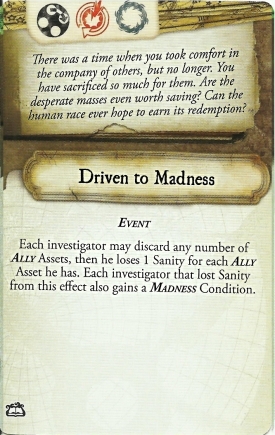 There was a time when you took comfort in
the company of others, but no longer. You
have sacrificed so much for them. Are the
desperate masses even worth saving? Can the
human race ever hope to earn its redemption?
Driven to Madness
EVENT
Each investigator may discard any number of
ALLY Assets, then he loses 1 Sanity for each ALLY
Asset he has. Each investigator that lost Sanity
from this effect also gains a MADNESS Condition.